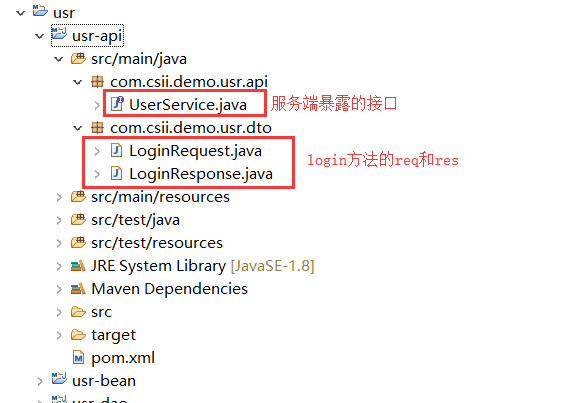 usr
usr-api
src/main/java
com.csii.demo.usr.api
UserService.java 服务端暴露的接口
com.csii.demo.usr.dto
LoginRequest.java
login方法的req和res
LoginResponse.java
src/main/resources
src/test/java
src/test/resources
JRE System Library [JavaSE-1.8]
Maven Dependencies
src
target
pom.xml
usr-bean
usr-dao